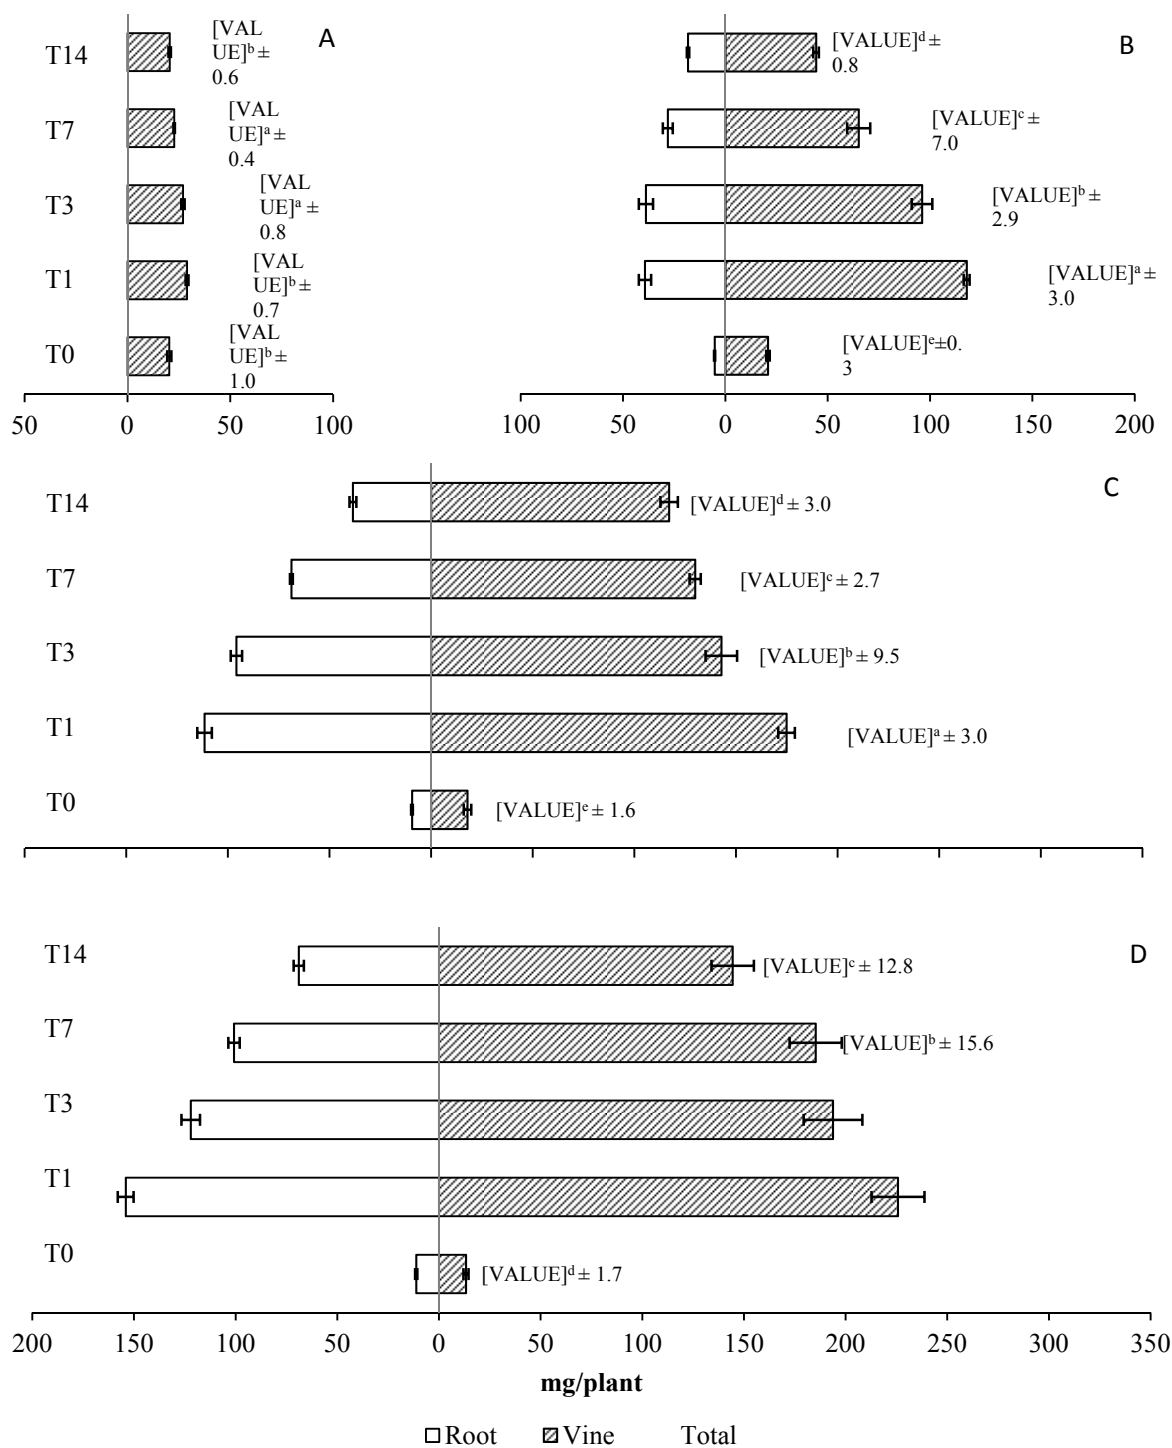 A
T14
[VAL
UE]ᵇ ±
0.6
T7
[VAL
UE]ᵃ ±
0.4
T3
[VAL
UE]ᵃ ±
0.8
T1
[VAL
UE]ᵇ ±
0.7
T0
[VAL
UE]ᵇ ±
1.0
50 0 50 100
B
[VALUE]ᵈ ±
0.8
[VALUE]ᶜ ±
7.0
[VALUE]ᵇ ±
2.9
[VALUE]ᵃ ±
3.0
[VALUE]ᵉ±0.
3
100 50 0 50 100 150 200
C
T14 [VALUE]ᵈ ± 3.0
T7 [VALUE]ᶜ ± 2.7
T3 [VALUE]ᵇ ± 9.5
T1 [VALUE]ᵃ ± 3.0
T0 [VALUE]ᵉ ± 1.6
D
T14 [VALUE]ᶜ ± 12.8
T7 [VALUE]ᵇ ± 15.6
T3
T1
T0 [VALUE]ᵈ ± 1.7
200 150 100 50 0 50 100 150 200 250 300 350
mg/plant
Root Vine Total